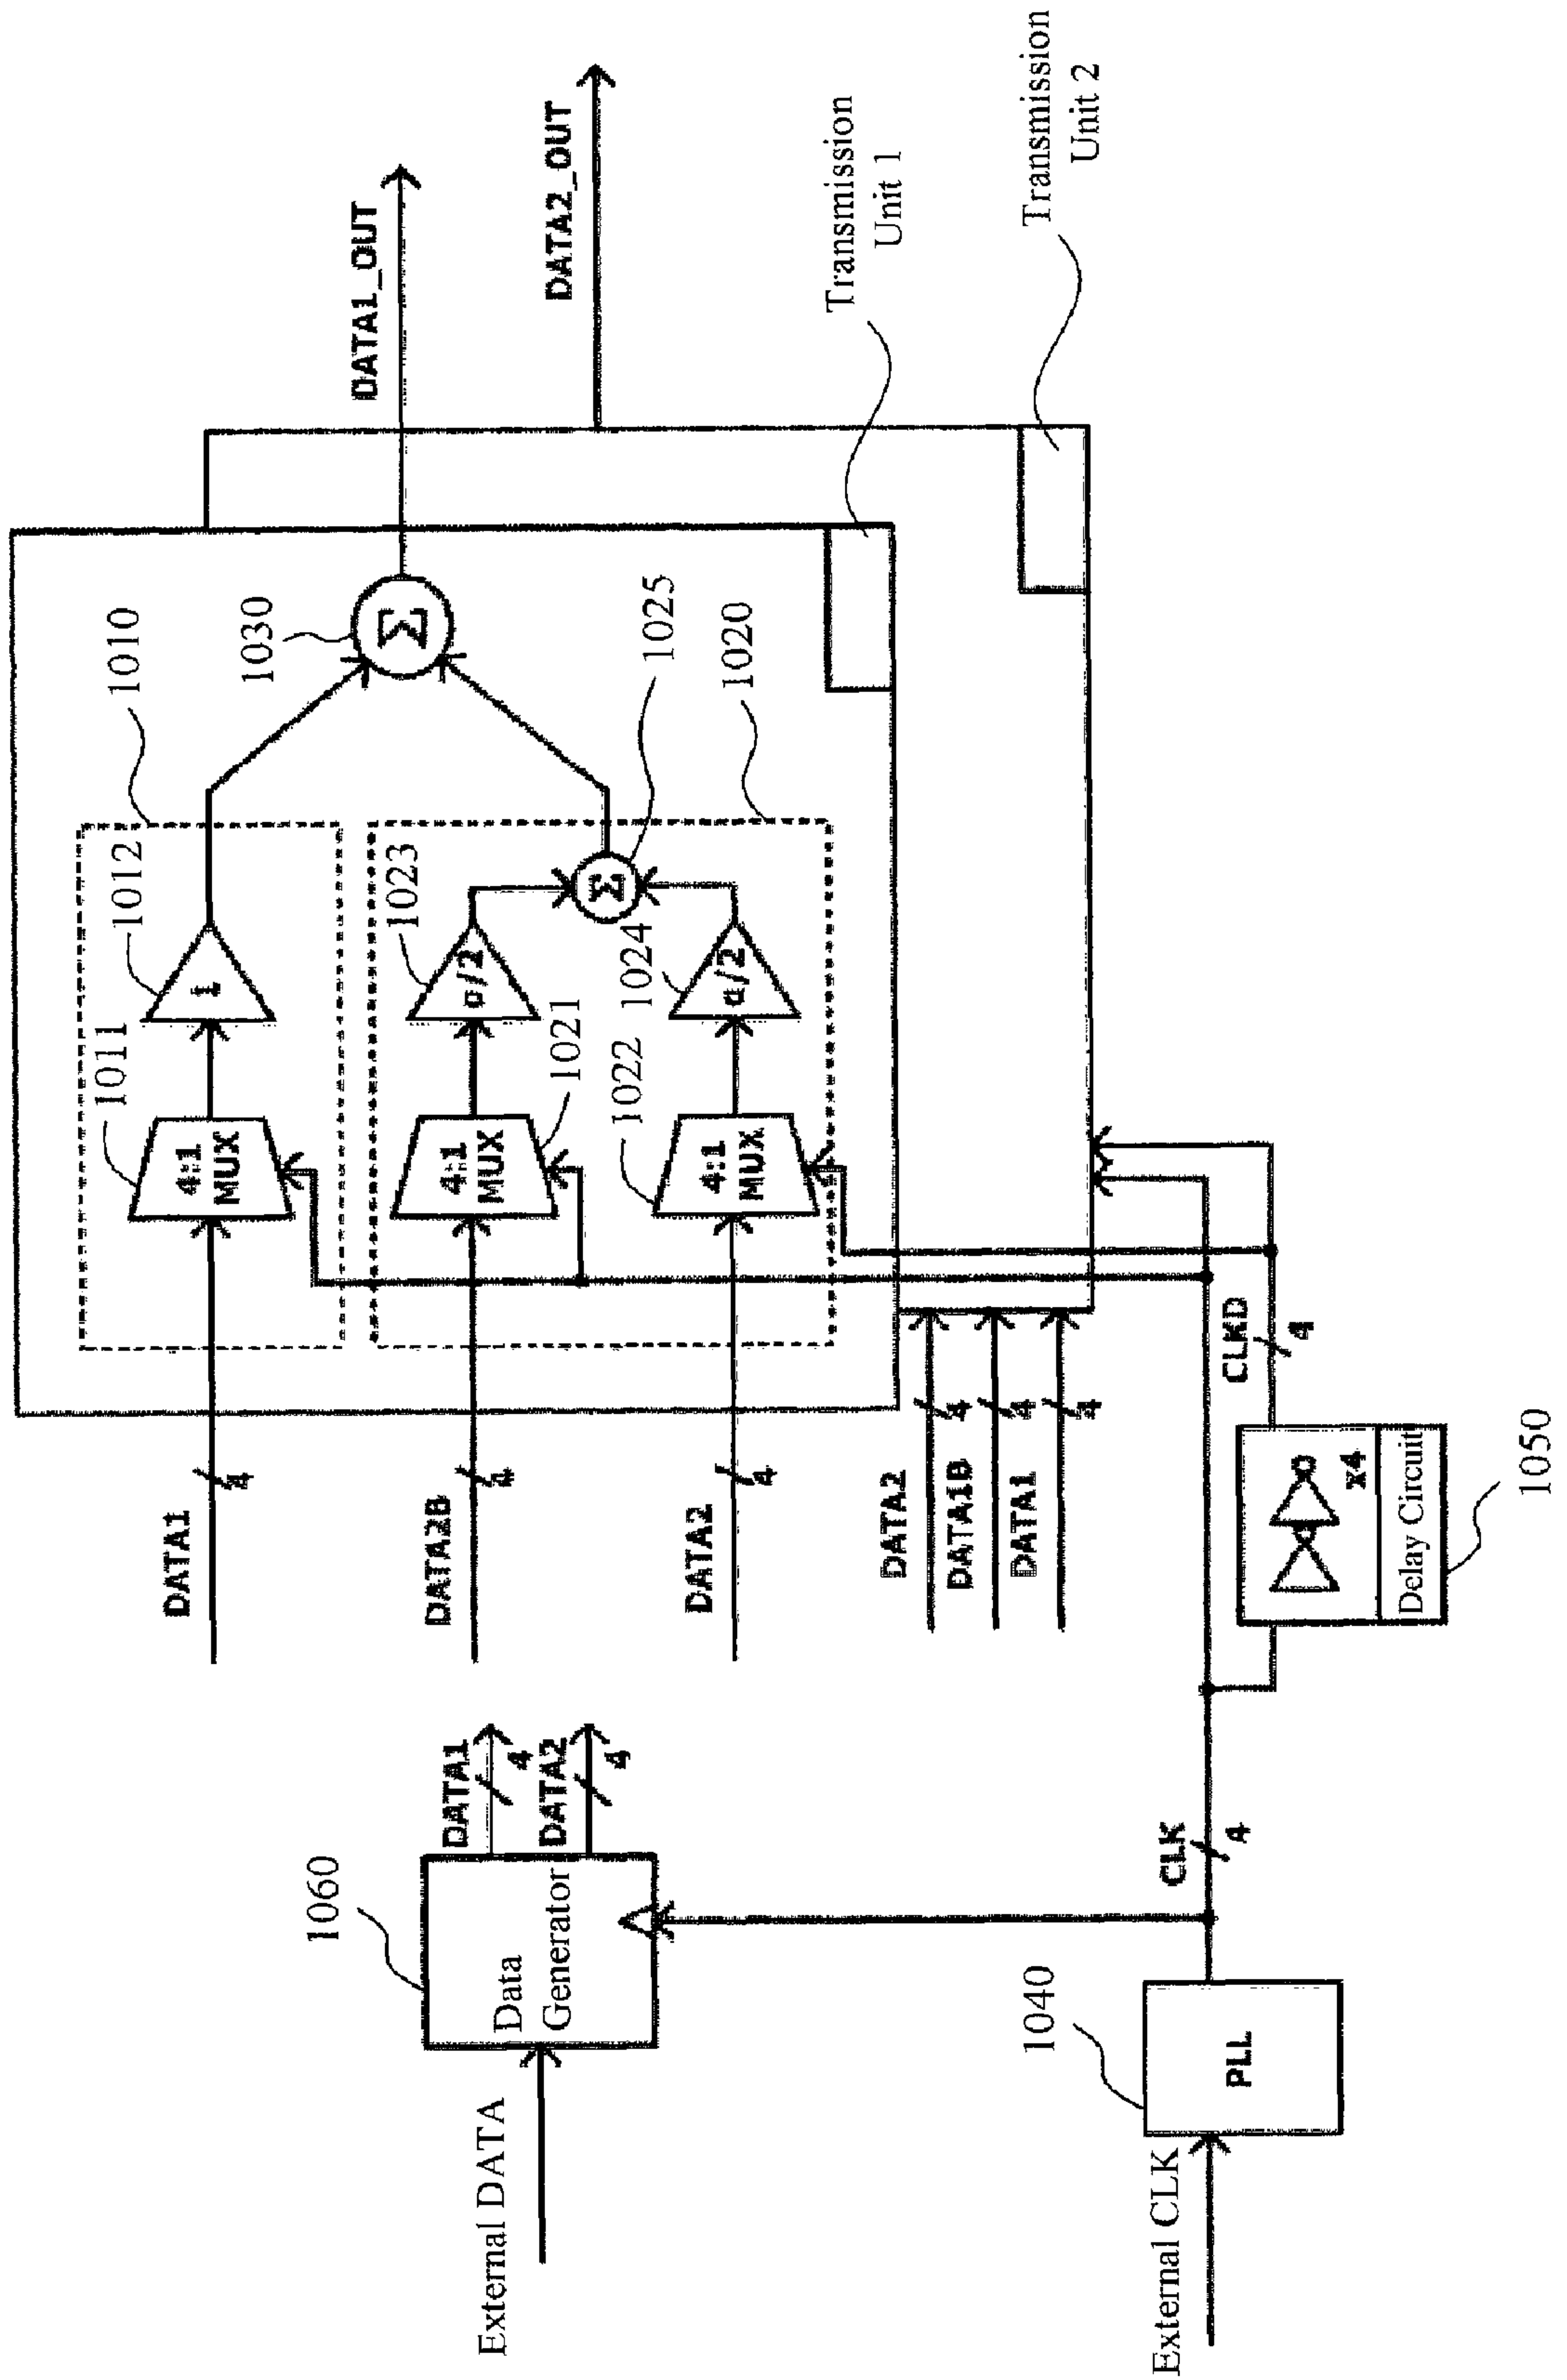 External DATA
1060
Data
Generator
DATA1
4
DATA2
4
External CLK
1040
PLL
CLK
4
DATA1
4
DATA2B
4
DATA2
4
DATA2
4
DATA1B
4
DATA1
4
CLKD
4
x4
Delay Circuit
1050
1010
1011
4:1
MUX
1012
1
1020
1021
4:1
MUX
1023
α/2
1022
4:1
MUX
1024
α/2
Σ
1025
1030
Σ
DATA1_OUT
DATA2_OUT
Transmission
Unit 1
Transmission
Unit 2